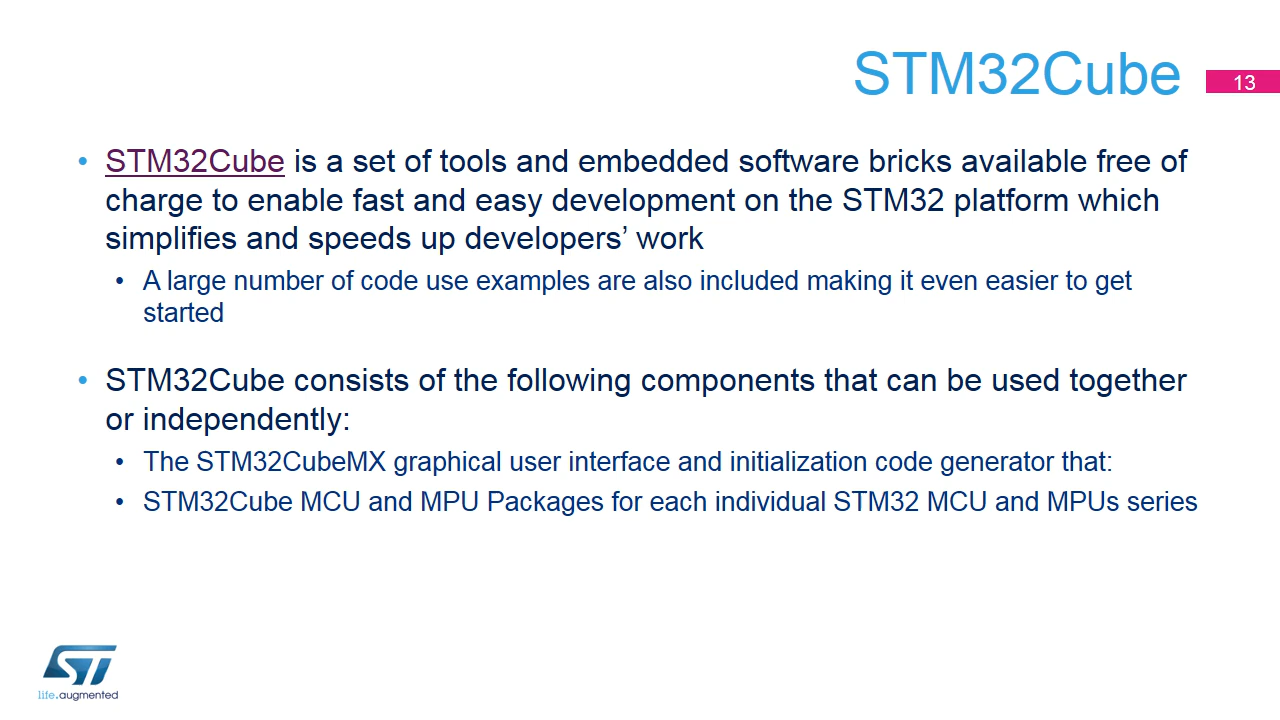 STM32Cube
13
• STM32Cube is a set of tools and embedded software bricks available free of
charge to enable fast and easy development on the STM32 platform which
simplifies and speeds up developers’ work
• A large number of code use examples are also included making it even easier to get
started
• STM32Cube consists of the following components that can be used together
or independently:
• The STM32CubeMX graphical user interface and initialization code generator that:
• STM32Cube MCU and MPU Packages for each individual STM32 MCU and MPUs series
ST
life.augmented